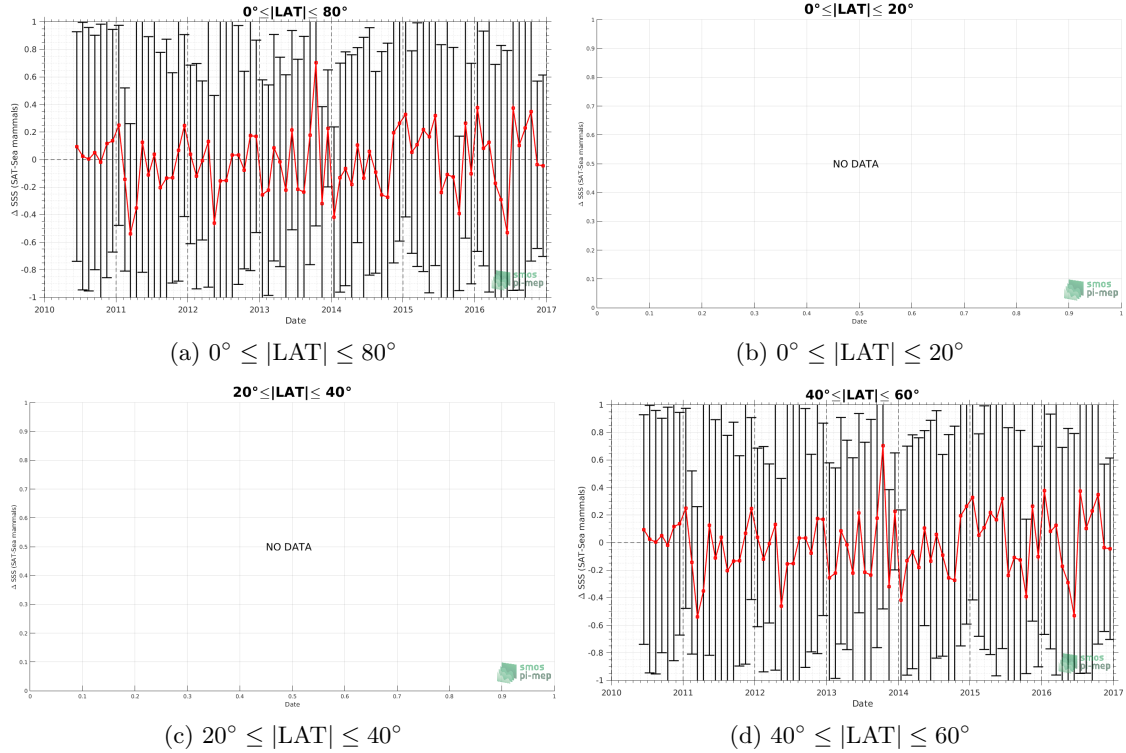 0°≤|LAT|≤ 80°
Δ SSS (SAT-Sea mammals)
1
0.8
0.6
0.4
0.2
0
-0.2
-0.4
-0.6
-0.8
-1
2010 2011 2012 2013 2014 2015 2016 2017
Date
smos
pi-mep
(a) 0° ≤ |LAT| ≤ 80°
0°≤|LAT|≤ 20°
Δ SSS (SAT-Sea mammals)
1
0.9
0.8
0.7
0.6
0.5
0.4
0.3
0.2
0.1
0
NO DATA
0 0.1 0.2 0.3 0.4 0.5 0.6 0.7 0.8 0.9 1
Date
smos
pi-mep
(b) 0° ≤ |LAT| ≤ 20°
20°≤|LAT|≤ 40°
Δ SSS (SAT-Sea mammals)
1
0.9
0.8
0.7
0.6
0.5
0.4
0.3
0.2
0.1
0
NO DATA
0 0.1 0.2 0.3 0.4 0.5 0.6 0.7 0.8 0.9 1
Date
smos
pi-mep
(c) 20° ≤ |LAT| ≤ 40°
40°≤|LAT|≤ 60°
Δ SSS (SAT-Sea mammals)
1
0.8
0.6
0.4
0.2
0
-0.2
-0.4
-0.6
-0.8
-1
2010 2011 2012 2013 2014 2015 2016 2017
Date
smos
pi-mep
(d) 40° ≤ |LAT| ≤ 60°